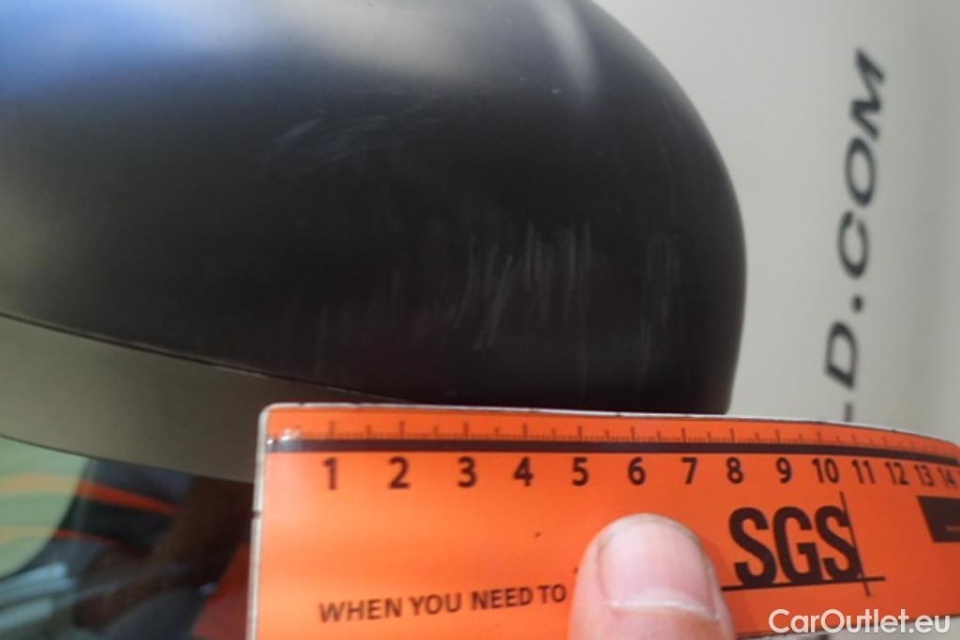 D.COM
1 2 3 4 5 6 7 8 9 10 11 12 13 14
SGS
WHEN YOU NEED TO
CarOutlet.eu